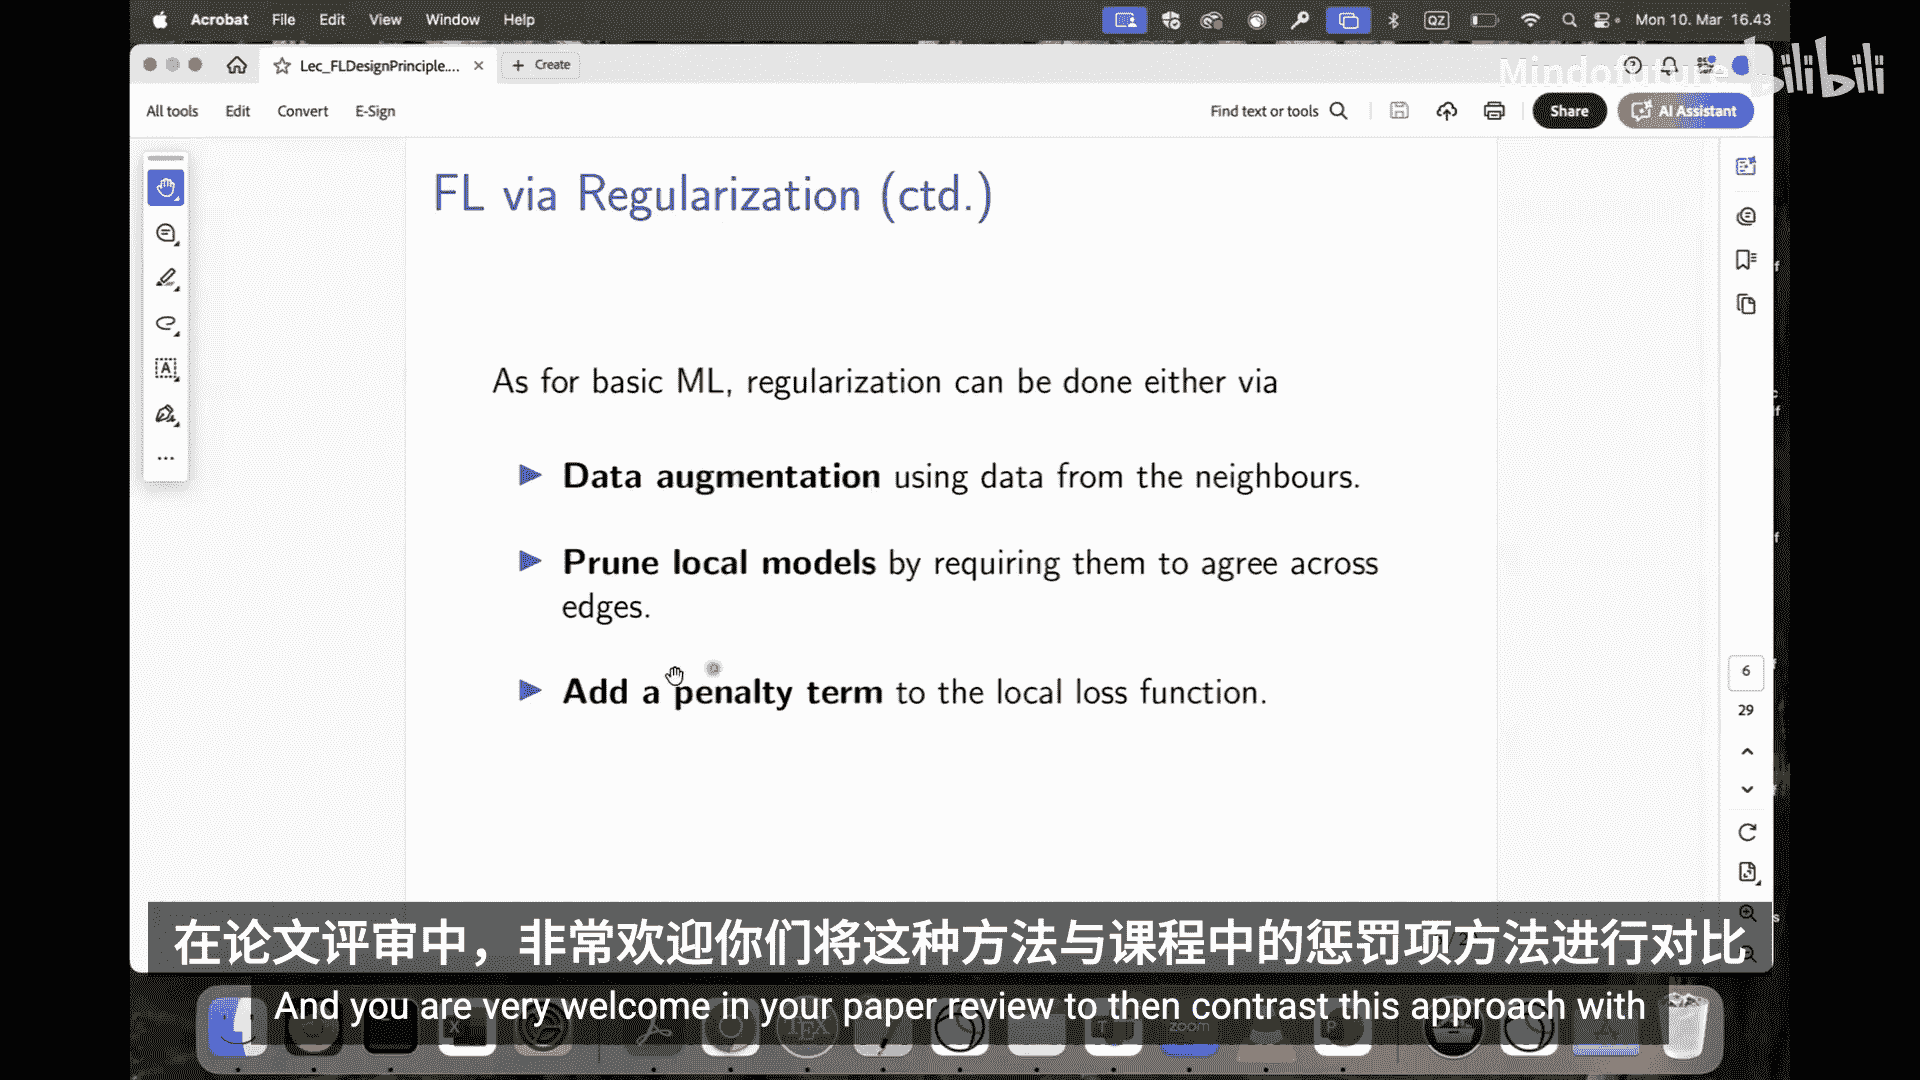 Acrobat File Edit View Window Help
QZ
Mon 10. Mar 16.43
Lec_FLDesignPrinciple....
Create
Mindofuture bilibili
All tools Edit Convert E-Sign
Find text or tools
Share
AI Assistant
FL via Regularization (ctd.)
As for basic ML, regularization can be done either via
Data augmentation using data from the neighbours.
Prune local models by requiring them to agree across
edges.
Add a penalty term to the local loss function.
6
29
在论文评审中，非常欢迎你们将这种方法与课程中的惩罚项方法进行对比
And you are very welcome in your paper review to then contrast this approach with
zoom